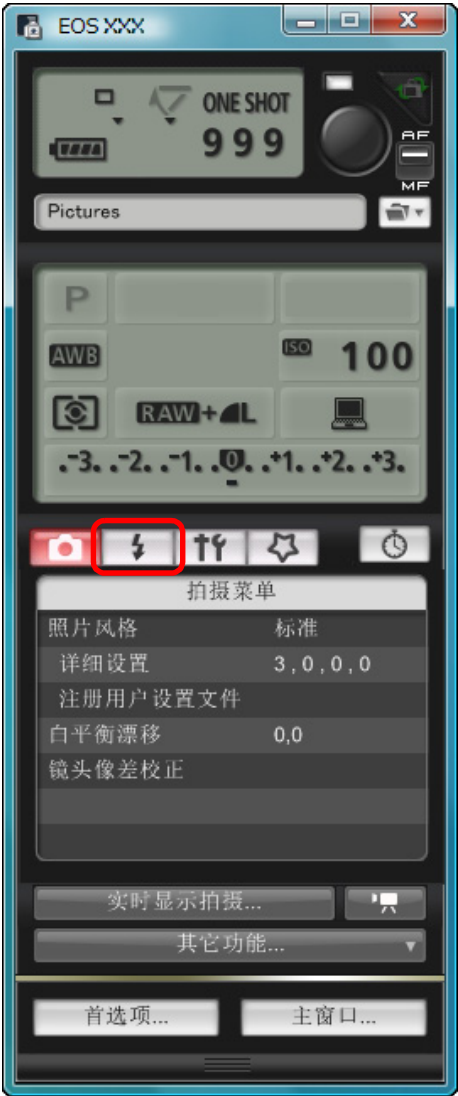 EOS XXX
ONE SHOT
999
AF
MF
Pictures
P
AWB
ISO 100
RAW+L
.-3. .-2. .-1. .0. .+1. .+2. .+3.
拍摄菜单
照片风格 标准
详细设置 3,0,0,0
注册用户设置文件
白平衡漂移 0,0
镜头像差校正
实时显示拍摄...
其它功能...
首选项... 主窗口...